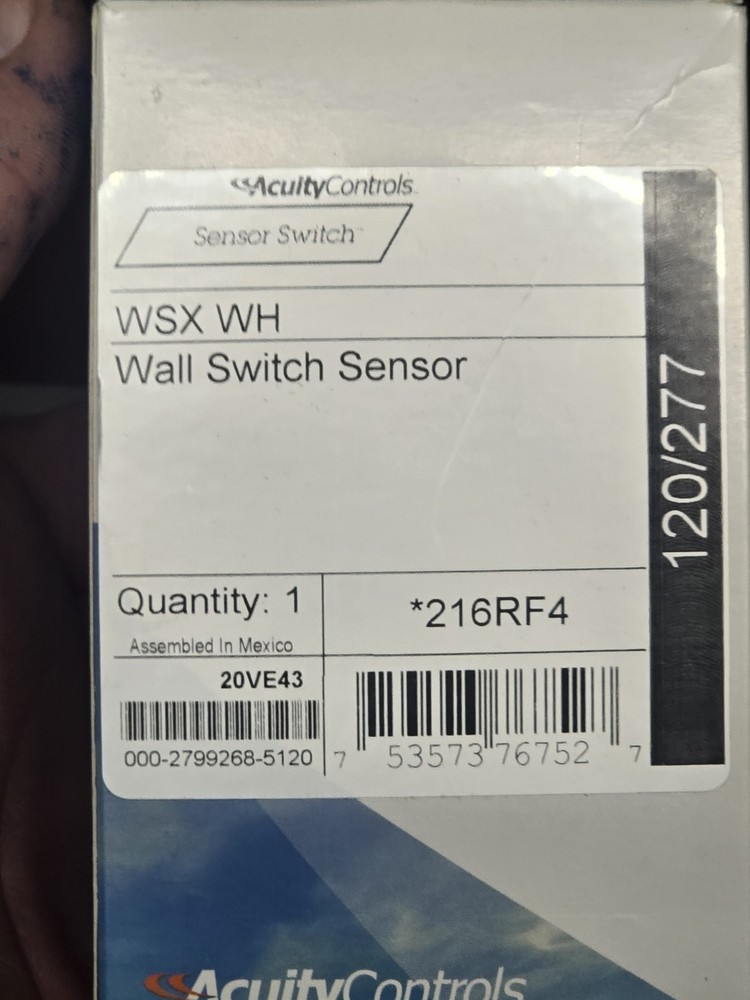 AcuityControls
Sensor Switch™
WSX WH
Wall Switch Sensor
120/277
Quantity: 1
Assembled In Mexico
*216RF4
20VE43
000-2799268-5120
7 53573 76752 7
AcuityControls